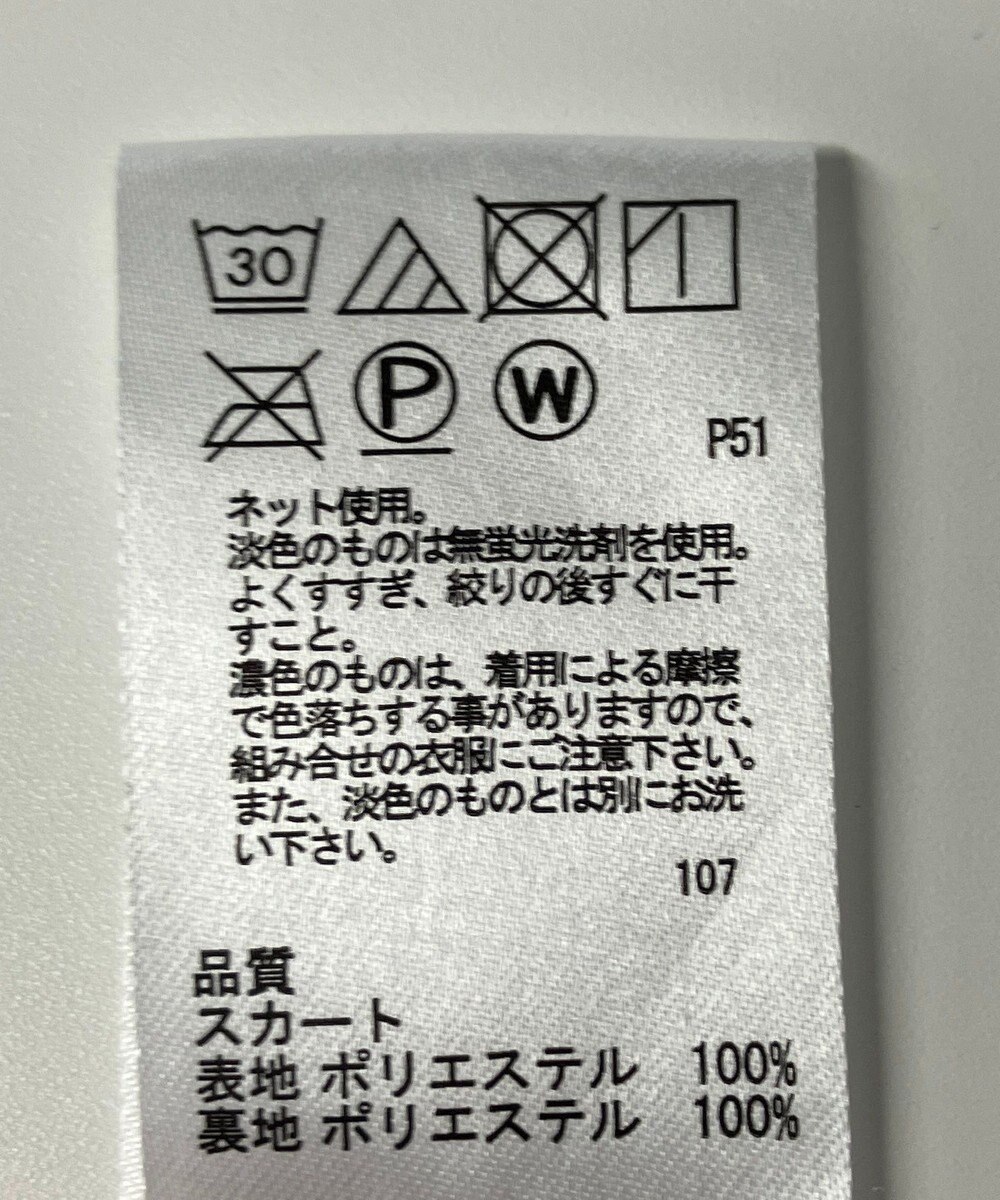 30
P W
P51
ネット使用。
淡色のものは無蛍光洗剤を使用。
よくすすぎ、絞りの後すぐに干
すこと。
濃色のものは、着用による摩擦
で色落ちする事がありますので、
組み合せの衣服にご注意下さい。
また、淡色のものとは別にお洗
い下さい。
107
品質
スカート
表地 ポリエステル 100%
裏地 ポリエステル 100%